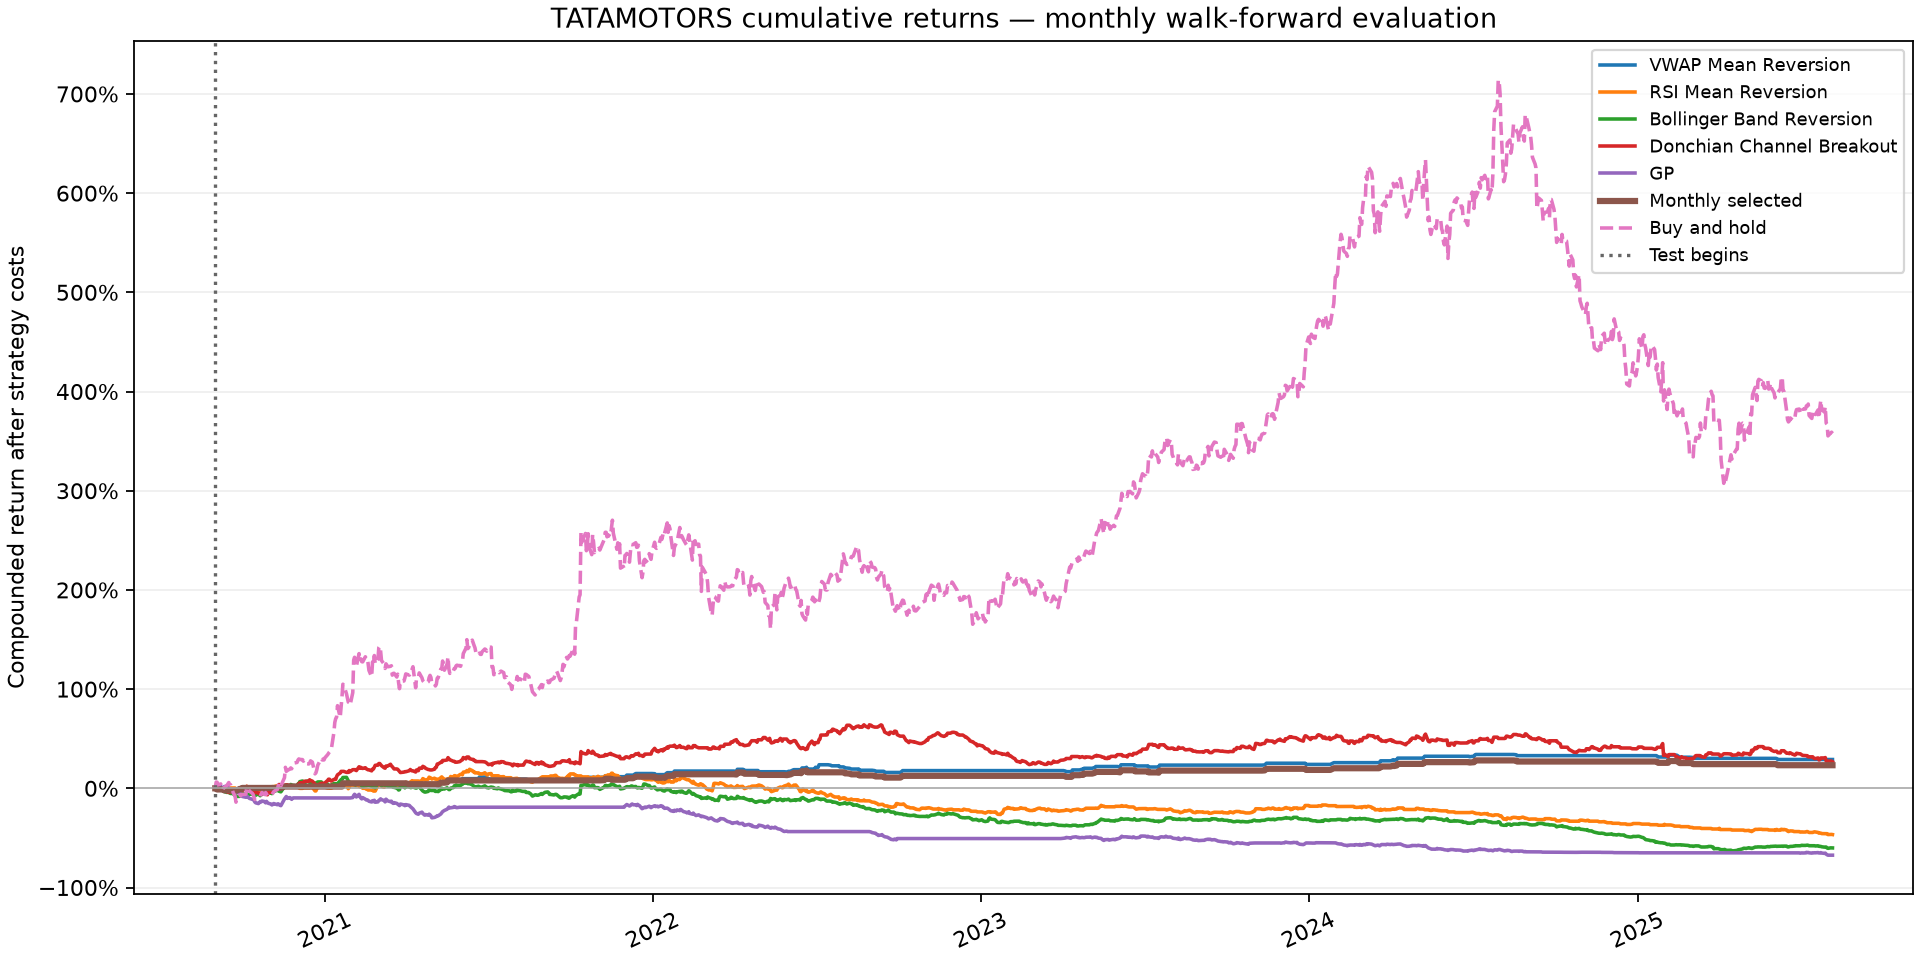 TATAMOTORS cumulative returns — monthly walk-forward evaluation
Compounded return after strategy costs
700%
600%
500%
400%
300%
200%
100%
0%
−100%
2021
2022
2023
2024
2025
VWAP Mean Reversion
RSI Mean Reversion
Bollinger Band Reversion
Donchian Channel Breakout
GP
Monthly selected
Buy and hold
Test begins